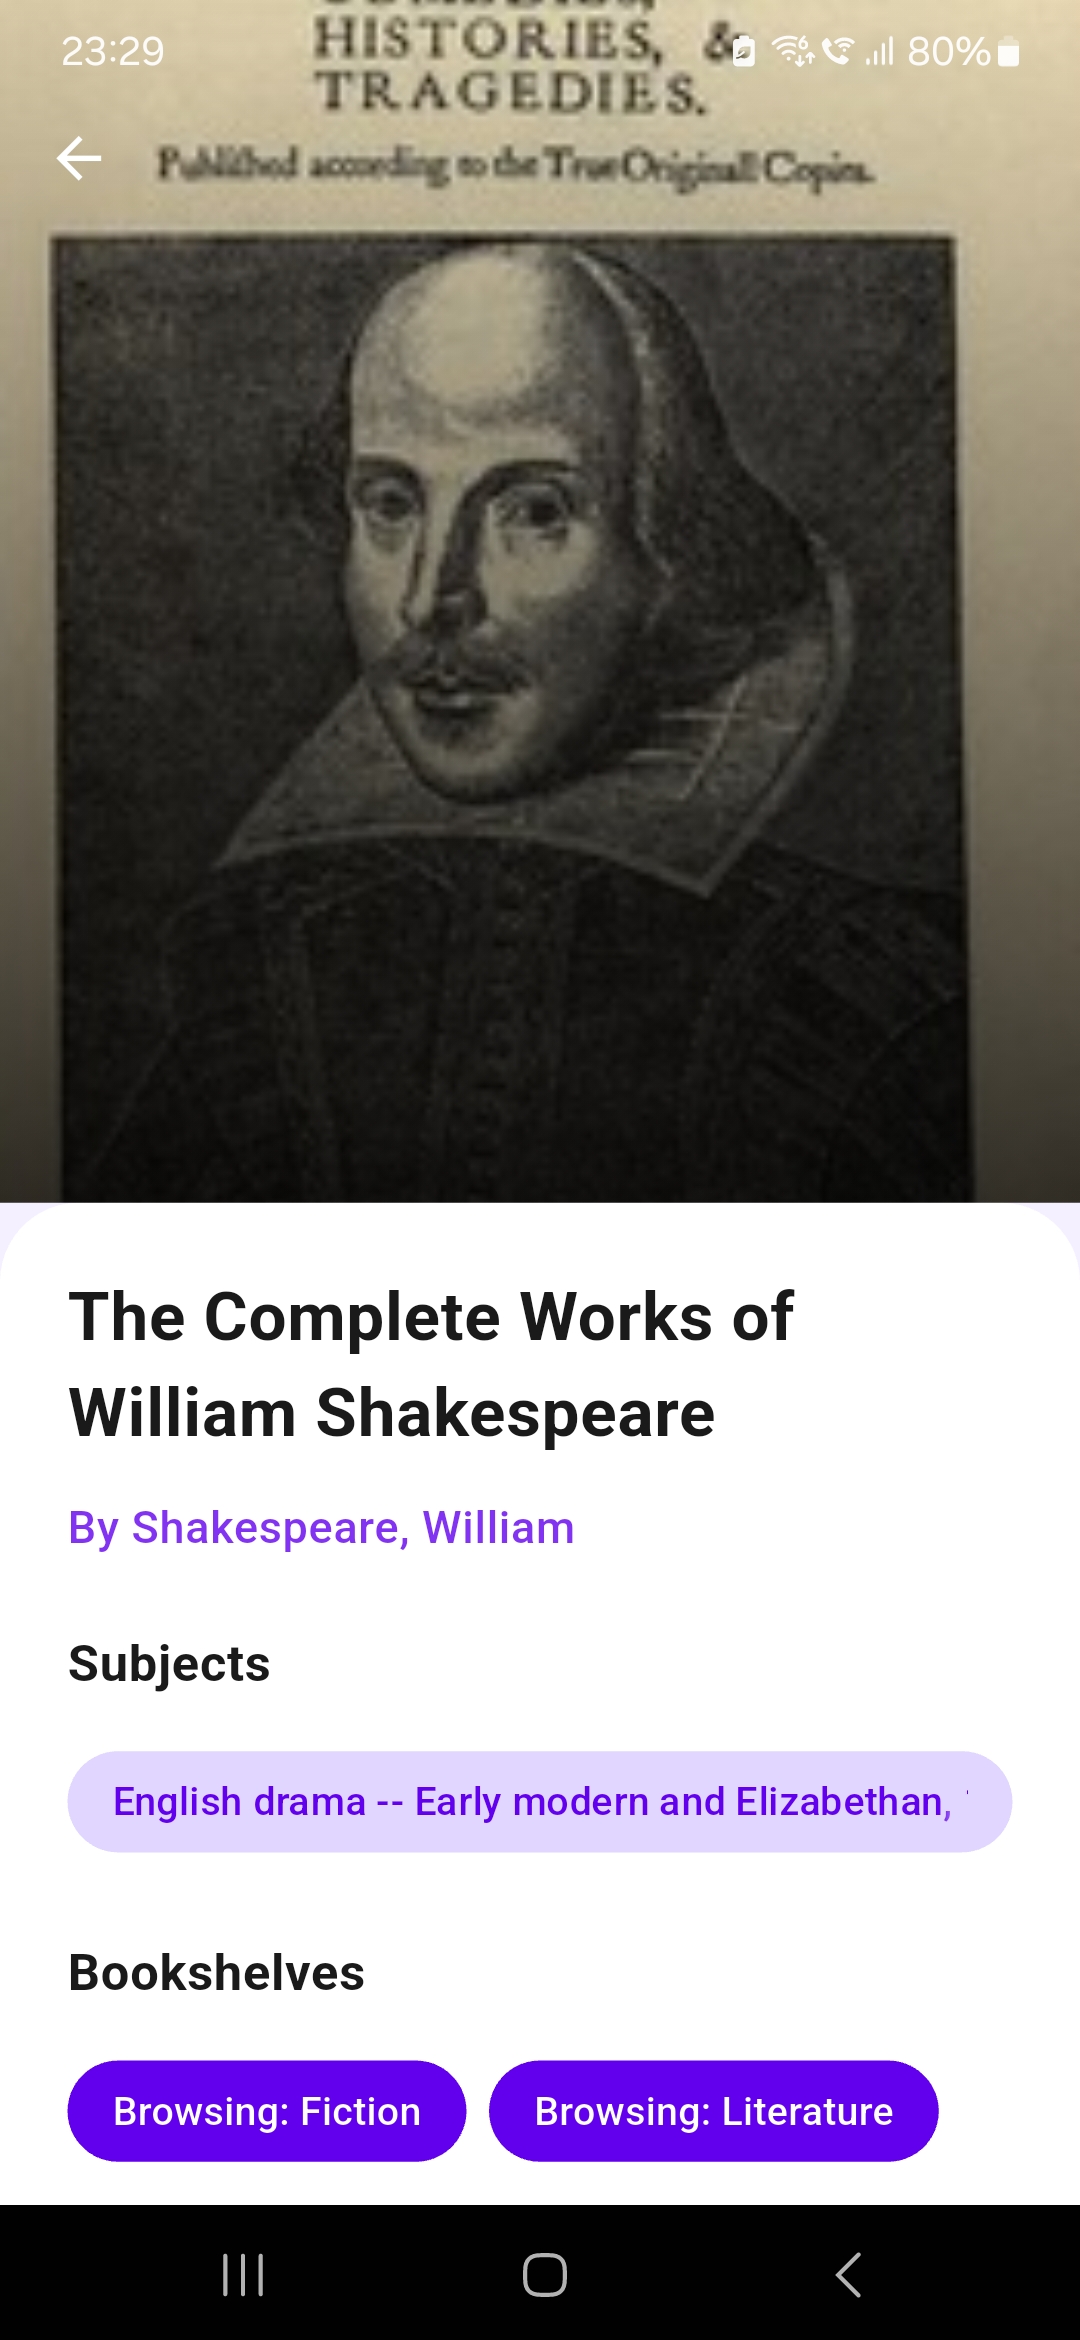 23:29
80%
HISTORIES, &
TRAGEDIES.
Publiſhed according to the True Originall Copies.
The Complete Works of
William Shakespeare
By Shakespeare, William
Subjects
English drama -- Early modern and Elizabethan,
Bookshelves
Browsing: Fiction
Browsing: Literature